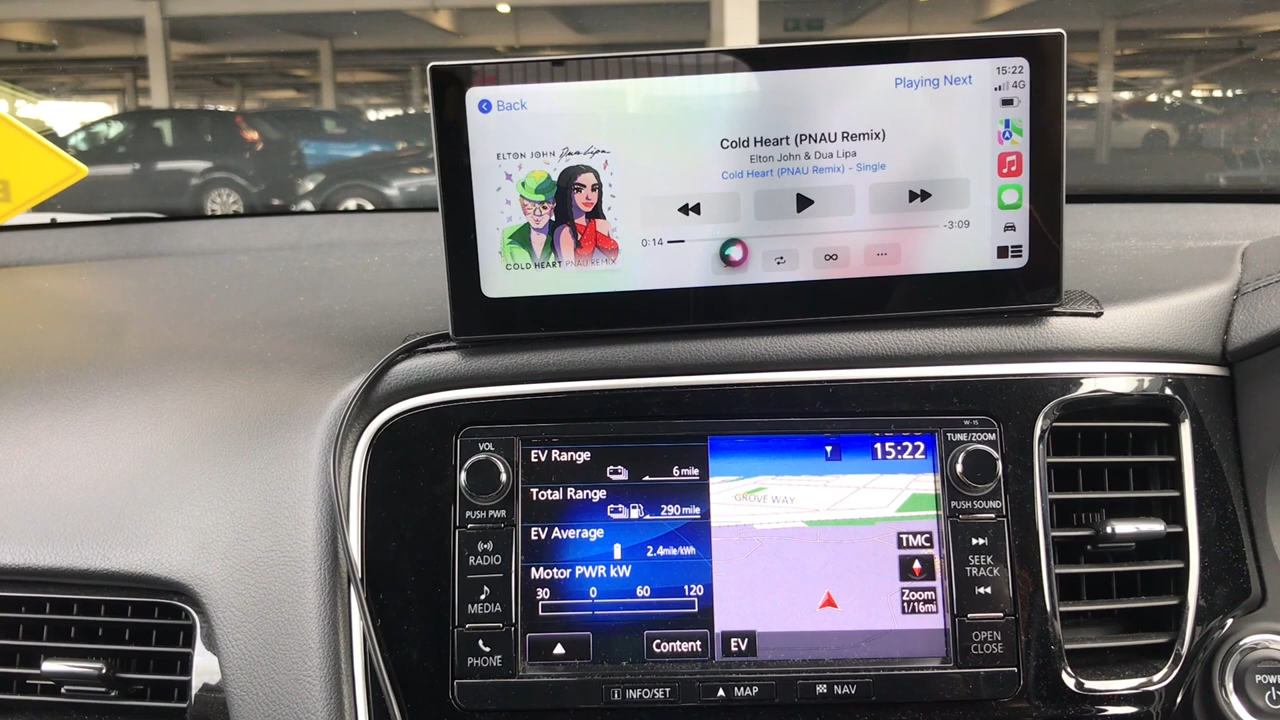 Playing Next
15:22
4G
Back
ELTON JOHN Dua Lipa
COLD HEART PNAU REMIX
Cold Heart (PNAU Remix)
Elton John & Dua Lipa
Cold Heart (PNAU Remix) - Single
0:14
-3:09
W-15
VOL
PUSH PWR
RADIO
MEDIA
PHONE
EV Range
6 mile
Total Range
290 mile
EV Average
2.4mile/kWh
Motor PWR kW
30 0 60 120
Content
15:22
GROVE WAY
TMC
Zoom
1/16mi
EV
TUNE/ZOOM
PUSH SOUND
SEEK
TRACK
OPEN
CLOSE
INFO/SET
MAP
NAV
POWE